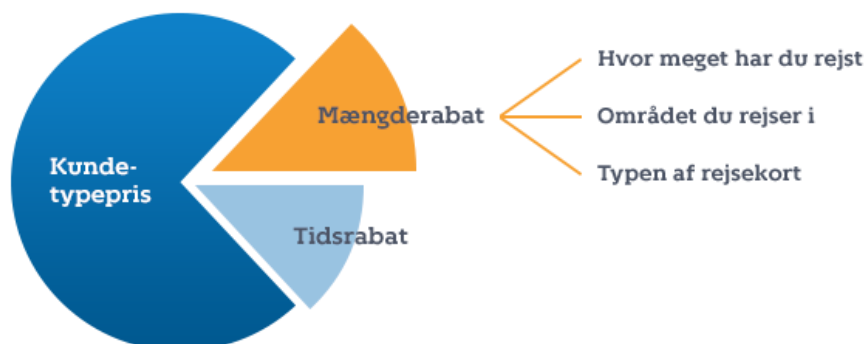 Kunde-
typepris
Mængderabat
Tidsrabat
Hvor meget har du rejst
Området du rejser i
Typen af rejsekort